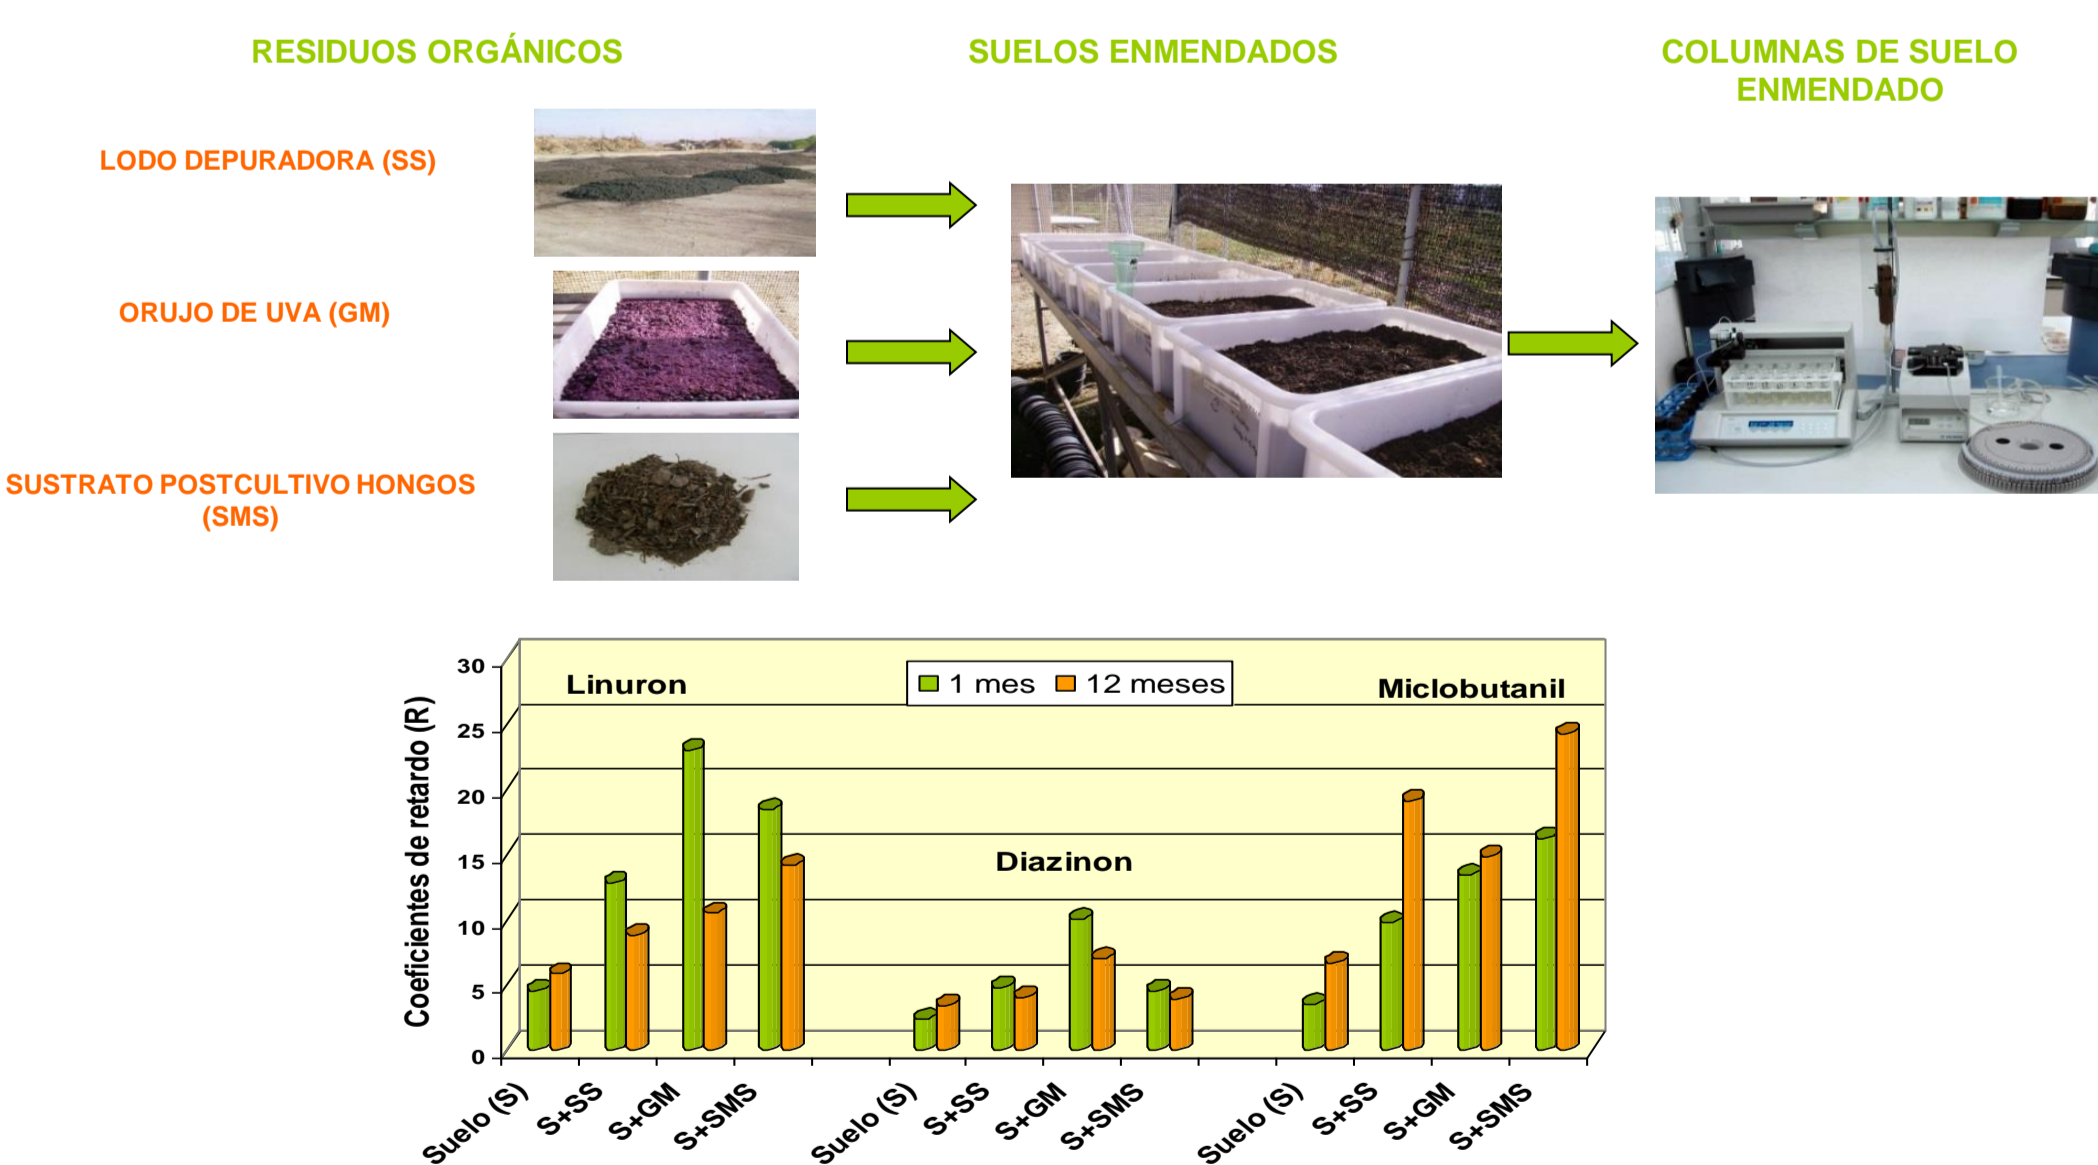 RESIDUOS ORGÁNICOS
SUELOS ENMENDADOS
COLUMNAS DE SUELO
ENMENDADO
LODO DEPURADORA (SS)
ORUJO DE UVA (GM)
SUSTRATO POSTCULTIVO HONGOS
(SMS)
Coeficientes de retardo (R)
30
25
20
15
10
5
0
Linuron
1 mes
12 meses
Miclobutanil
Diazinon
Suelo (S)
S+SS
S+GM
S+SMS
Suelo (S)
S+SS
S+GM
S+SMS
Suelo (S)
S+SS
S+GM
S+SMS